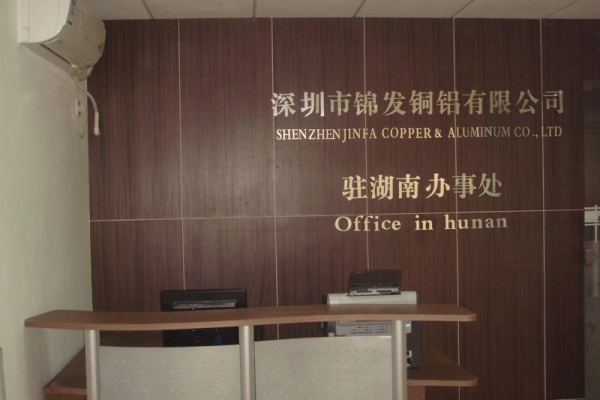 深圳市锦发铜铝有限公司
SHENZHENJINFA COPPER & ALUMINUM CO., LTD
驻湖南办事处
Office in hunan